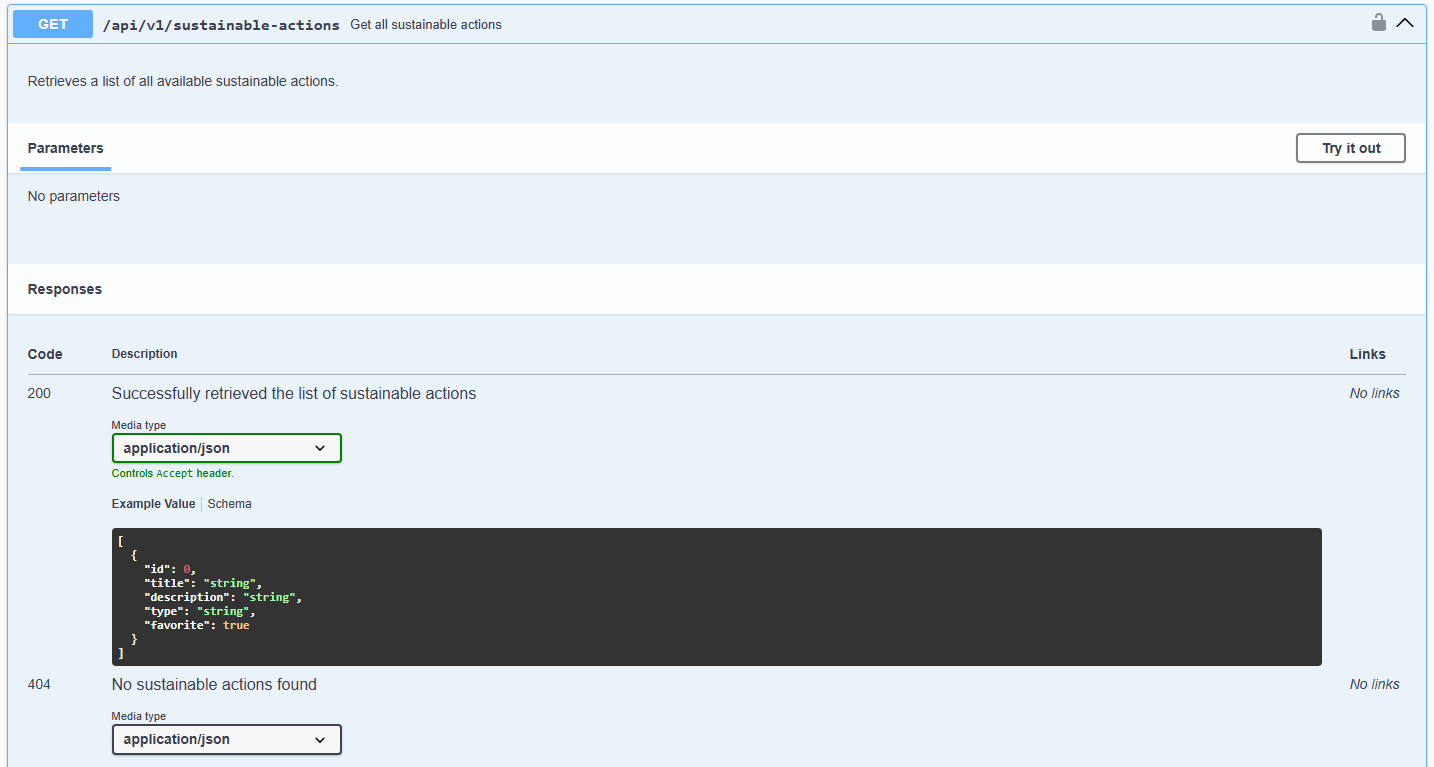 GET /api/v1/sustainable-actions Get all sustainable actions
Retrieves a list of all available sustainable actions.
Parameters Try it out
No parameters
Responses
Code Description Links
200 Successfully retrieved the list of sustainable actions No links
Media type
application/json
Controls Accept header.
Example Value Schema
[
  {
    "id": 0,
    "title": "string",
    "description": "string",
    "type": "string",
    "favorite": true
  }
]
404 No sustainable actions found No links
Media type
application/json